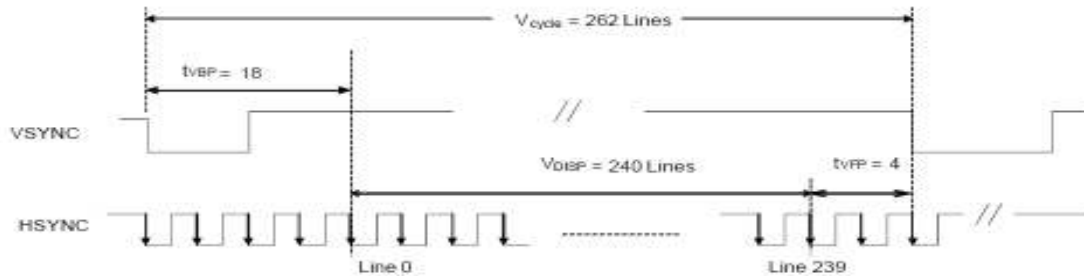 Vcycle = 262 Lines
tVBP = 18
VSYNC
VDISP = 240 Lines
tVFP = 4
HSYNC
Line 0
Line 239